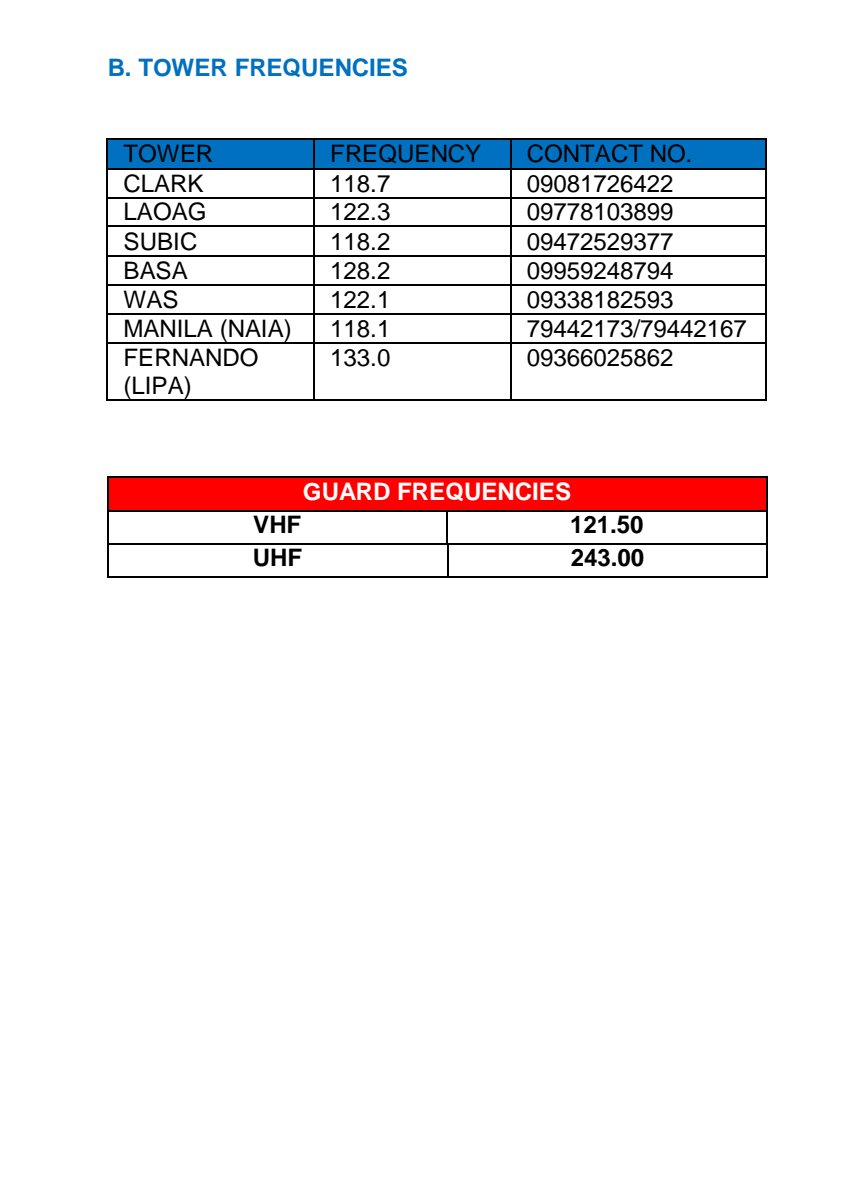 B. TOWER FREQUENCIES
TOWER FREQUENCY CONTACT NO.
CLARK 118.7 09081726422
LAOAG 122.3 09778103899
SUBIC 118.2 09472529377
BASA 128.2 09959248794
WAS 122.1 09338182593
MANILA (NAIA) 118.1 79442173/79442167
FERNANDO 133.0 09366025862
(LIPA)
GUARD FREQUENCIES
VHF 121.50
UHF 243.00